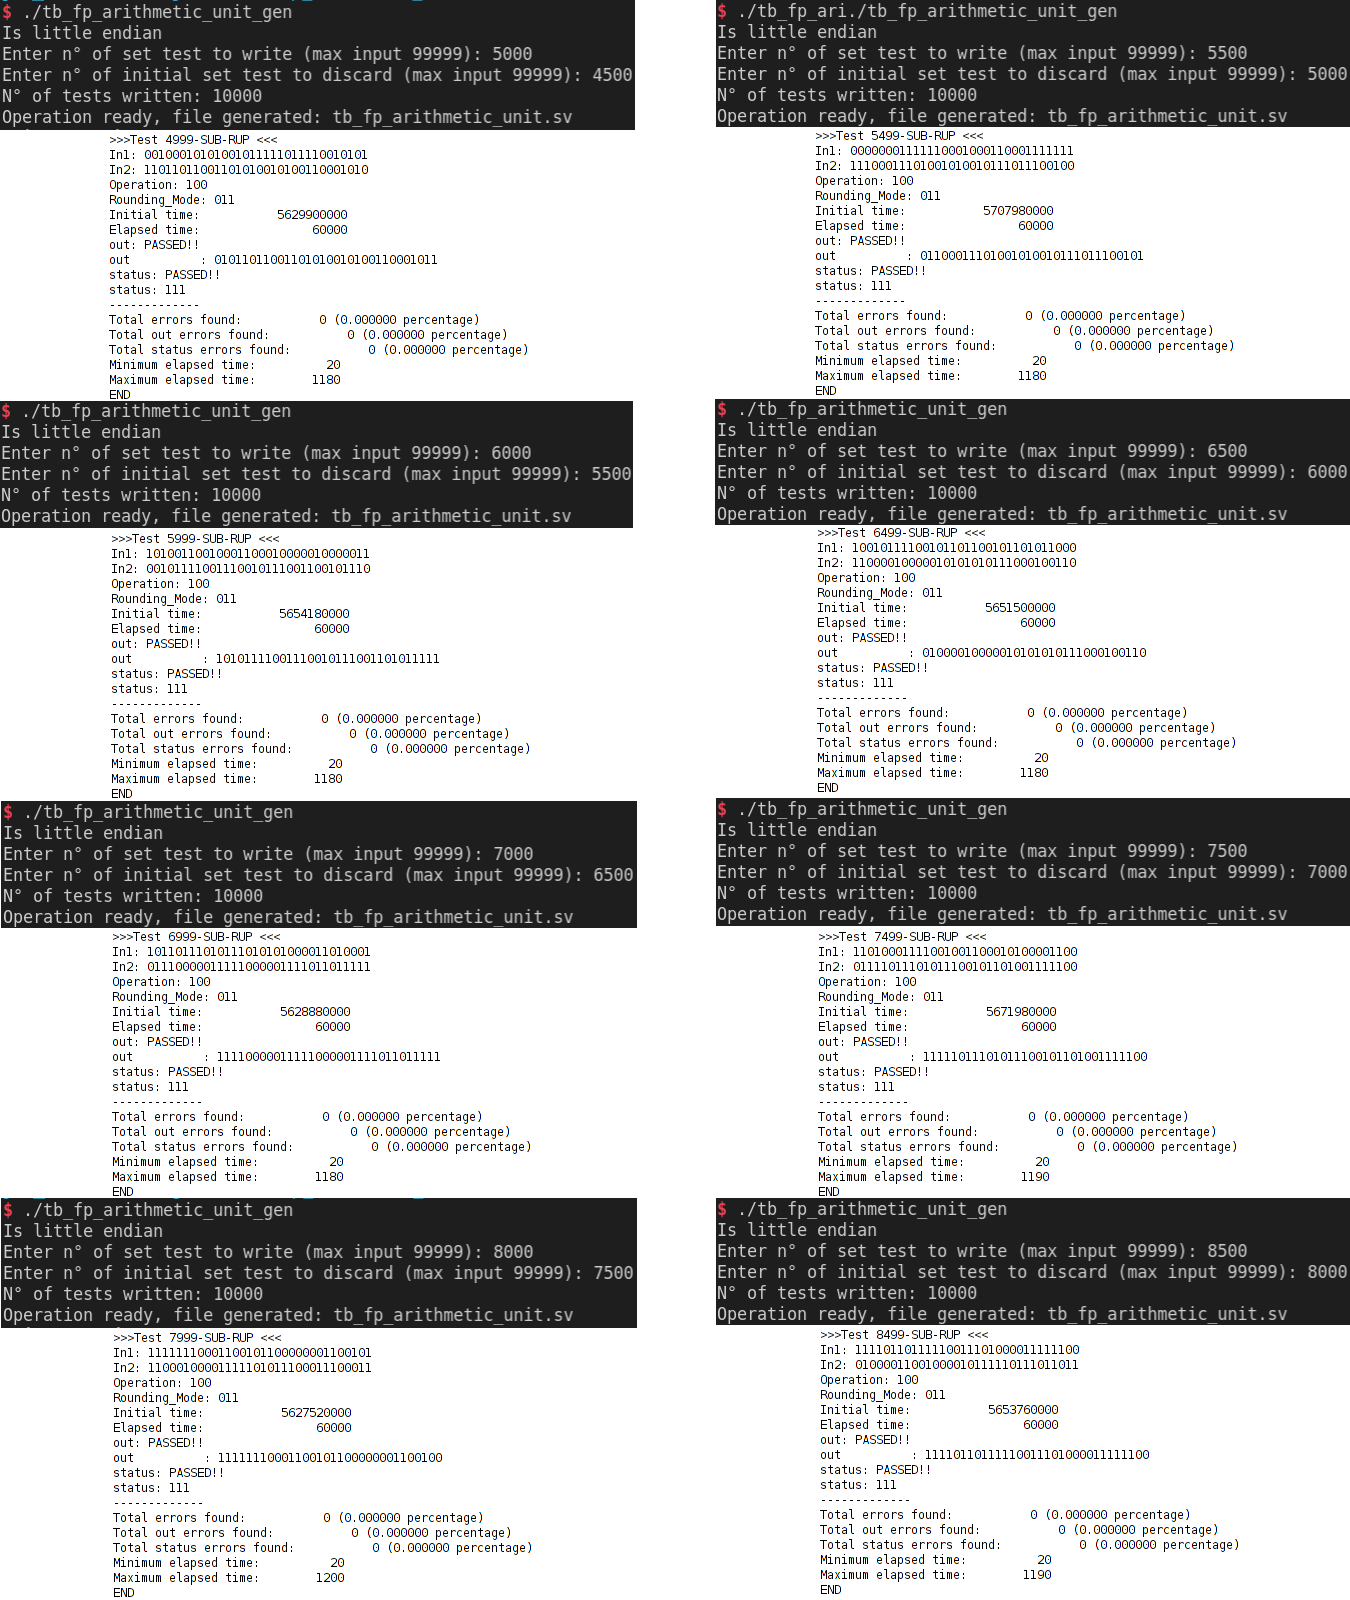 $ ./tb_fp_arithmetic_unit_gen
Is little endian
Enter n° of set test to write (max input 99999): 5000
Enter n° of initial set test to discard (max input 99999): 4500
N° of tests written: 10000
Operation ready, file generated: tb_fp_arithmetic_unit.sv
>>>Test 4999-SUB-RUP <<<
In1: 00100010101001011111011110010101
In2: 11011011001101010010100110001010
Operation: 100
Rounding_Mode: 011
Initial time: 5629900000
Elapsed time: 60000
out: PASSED!!
out : 01011011001101010010100110001011
status: PASSED!!
status: 111
-------------
Total errors found: 0 (0.000000 percentage)
Total out errors found: 0 (0.000000 percentage)
Total status errors found: 0 (0.000000 percentage)
Minimum elapsed time: 20
Maximum elapsed time: 1180
END
$ ./tb_fp_ari./tb_fp_arithmetic_unit_gen
Is little endian
Enter n° of set test to write (max input 99999): 5500
Enter n° of initial set test to discard (max input 99999): 5000
N° of tests written: 10000
Operation ready, file generated: tb_fp_arithmetic_unit.sv
>>>Test 5499-SUB-RUP <<<
In1: 00000001111111000100011000111111
In2: 11100011101001010010111011100100
Operation: 100
Rounding_Mode: 011
Initial time: 5707980000
Elapsed time: 60000
out: PASSED!!
out : 01100011101001010010111011100101
status: PASSED!!
status: 111
-------------
Total errors found: 0 (0.000000 percentage)
Total out errors found: 0 (0.000000 percentage)
Total status errors found: 0 (0.000000 percentage)
Minimum elapsed time: 20
Maximum elapsed time: 1180
END
$ ./tb_fp_arithmetic_unit_gen
Is little endian
Enter n° of set test to write (max input 99999): 6000
Enter n° of initial set test to discard (max input 99999): 5500
N° of tests written: 10000
Operation ready, file generated: tb_fp_arithmetic_unit.sv
>>>Test 5999-SUB-RUP <<<
In1: 10100110010001100010000010000011
In2: 00101111001110010111001100101110
Operation: 100
Rounding_Mode: 011
Initial time: 5654180000
Elapsed time: 60000
out: PASSED!!
out : 10101111001110010111001101011111
status: PASSED!!
status: 111
-------------
Total errors found: 0 (0.000000 percentage)
Total out errors found: 0 (0.000000 percentage)
Total status errors found: 0 (0.000000 percentage)
Minimum elapsed time: 20
Maximum elapsed time: 1180
END
$ ./tb_fp_arithmetic_unit_gen
Is little endian
Enter n° of set test to write (max input 99999): 6500
Enter n° of initial set test to discard (max input 99999): 6000
N° of tests written: 10000
Operation ready, file generated: tb_fp_arithmetic_unit.sv
>>>Test 6499-SUB-RUP <<<
In1: 10010111100101101100101101011000
In2: 11000010000010101010111000100110
Operation: 100
Rounding_Mode: 011
Initial time: 5651500000
Elapsed time: 60000
out: PASSED!!
out : 01000010000010101010111000100110
status: PASSED!!
status: 111
-------------
Total errors found: 0 (0.000000 percentage)
Total out errors found: 0 (0.000000 percentage)
Total status errors found: 0 (0.000000 percentage)
Minimum elapsed time: 20
Maximum elapsed time: 1180
END
$ ./tb_fp_arithmetic_unit_gen
Is little endian
Enter n° of set test to write (max input 99999): 7000
Enter n° of initial set test to discard (max input 99999): 6500
N° of tests written: 10000
Operation ready, file generated: tb_fp_arithmetic_unit.sv
>>>Test 6999-SUB-RUP <<<
In1: 10110111010111010101000011010001
In2: 01110000011111000001111011011111
Operation: 100
Rounding_Mode: 011
Initial time: 5628880000
Elapsed time: 60000
out: PASSED!!
out : 11110000011111000001111011011111
status: PASSED!!
status: 111
-------------
Total errors found: 0 (0.000000 percentage)
Total out errors found: 0 (0.000000 percentage)
Total status errors found: 0 (0.000000 percentage)
Minimum elapsed time: 20
Maximum elapsed time: 1180
END
$ ./tb_fp_arithmetic_unit_gen
Is little endian
Enter n° of set test to write (max input 99999): 7500
Enter n° of initial set test to discard (max input 99999): 7000
N° of tests written: 10000
Operation ready, file generated: tb_fp_arithmetic_unit.sv
>>>Test 7499-SUB-RUP <<<
In1: 11010001111001001100010100001100
In2: 01111011101011100101101001111100
Operation: 100
Rounding_Mode: 011
Initial time: 5671980000
Elapsed time: 60000
out: PASSED!!
out : 11111011101011100101101001111100
status: PASSED!!
status: 111
-------------
Total errors found: 0 (0.000000 percentage)
Total out errors found: 0 (0.000000 percentage)
Total status errors found: 0 (0.000000 percentage)
Minimum elapsed time: 20
Maximum elapsed time: 1190
END
$ ./tb_fp_arithmetic_unit_gen
Is little endian
Enter n° of set test to write (max input 99999): 8000
Enter n° of initial set test to discard (max input 99999): 7500
N° of tests written: 10000
Operation ready, file generated: tb_fp_arithmetic_unit.sv
>>>Test 7999-SUB-RUP <<<
In1: 11111110001100101100000001100101
In2: 11000100001111101011100011100011
Operation: 100
Rounding_Mode: 011
Initial time: 5627520000
Elapsed time: 60000
out: PASSED!!
out : 11111110001100101100000001100100
status: PASSED!!
status: 111
-------------
Total errors found: 0 (0.000000 percentage)
Total out errors found: 0 (0.000000 percentage)
Total status errors found: 0 (0.000000 percentage)
Minimum elapsed time: 20
Maximum elapsed time: 1200
END
$ ./tb_fp_arithmetic_unit_gen
Is little endian
Enter n° of set test to write (max input 99999): 8500
Enter n° of initial set test to discard (max input 99999): 8000
N° of tests written: 10000
Operation ready, file generated: tb_fp_arithmetic_unit.sv
>>>Test 8499-SUB-RUP <<<
In1: 11110110111110011101000011111100
In2: 01000011001000010111110111011011
Operation: 100
Rounding_Mode: 011
Initial time: 5653760000
Elapsed time: 60000
out: PASSED!!
out : 11110110111110011101000011111100
status: PASSED!!
status: 111
-------------
Total errors found: 0 (0.000000 percentage)
Total out errors found: 0 (0.000000 percentage)
Total status errors found: 0 (0.000000 percentage)
Minimum elapsed time: 20
Maximum elapsed time: 1190
END